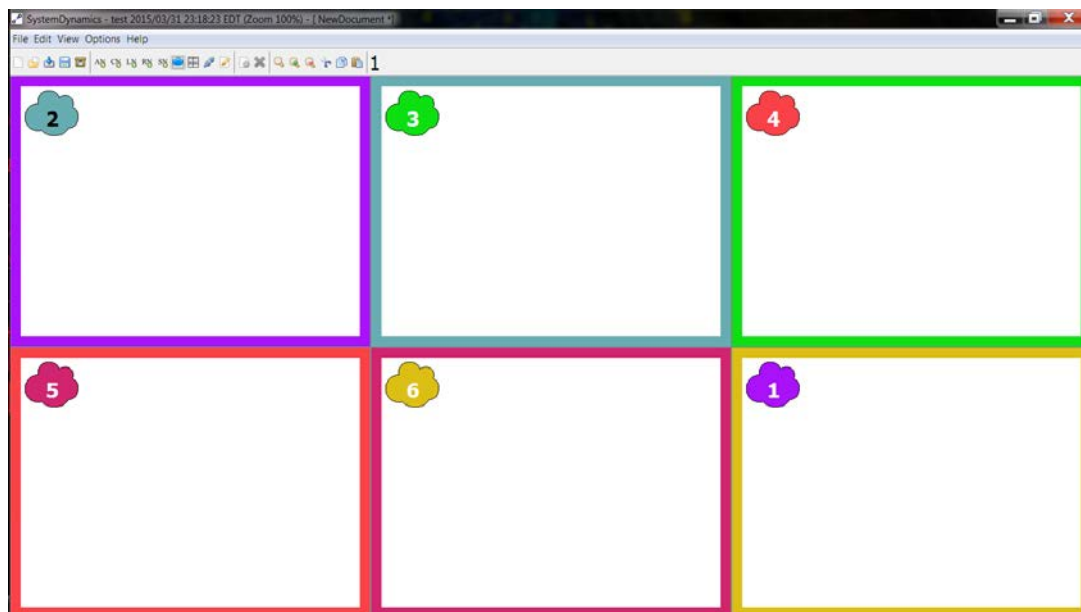 SystemDynamics - test 2015/03/31 23:18:23 EDT (Zoom 100%) - [ NewDocument *]
File Edit View Options Help
1
2 3 4
5 6 1